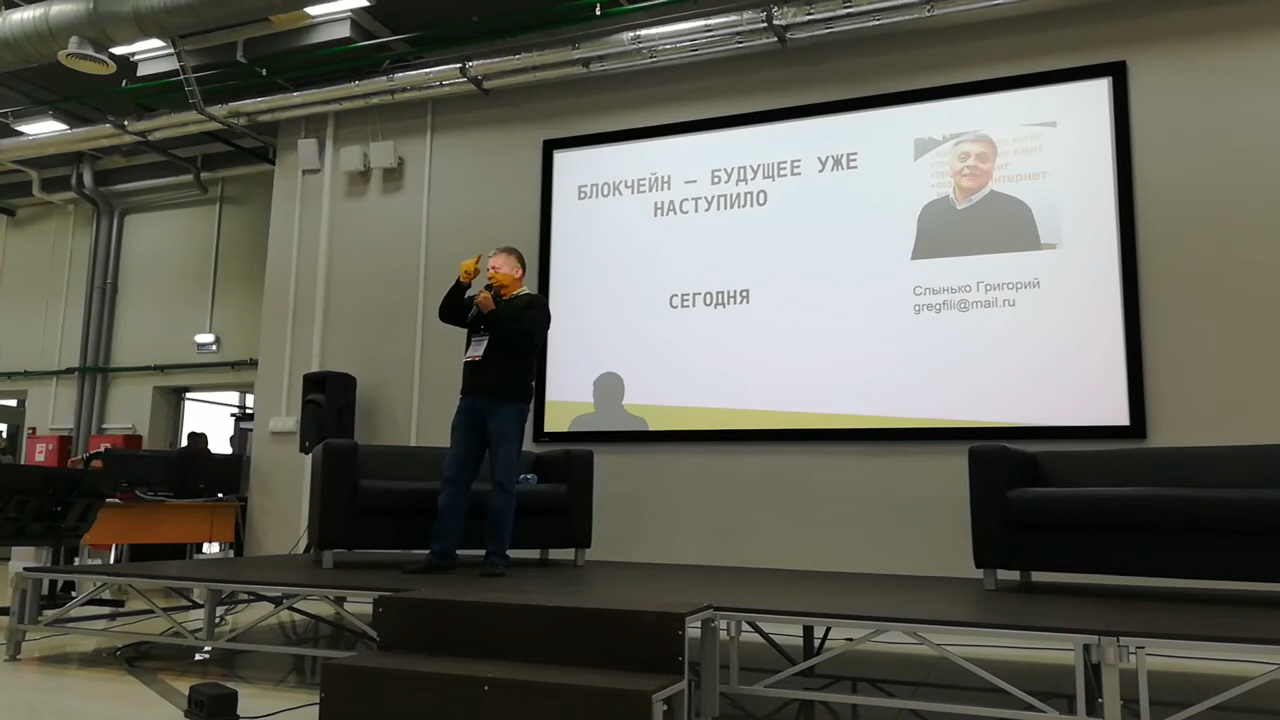 БЛОКЧЕЙН – БУДУЩЕЕ УЖЕ
НАСТУПИЛО
СЕГОДНЯ
Слынько Григорий
gregfili@mail.ru